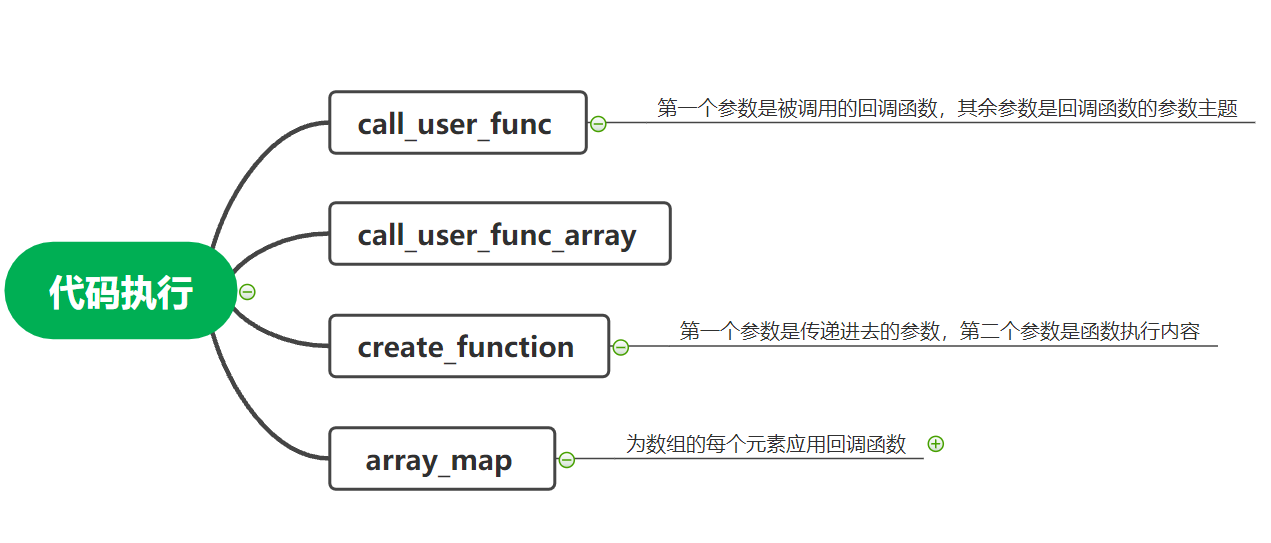 代码执行
call_user_func
第一个参数是被调用的回调函数，其余参数是回调函数的参数主题
call_user_func_array
create_function
第一个参数是传递进去的参数，第二个参数是函数执行内容
array_map
为数组的每个元素应用回调函数